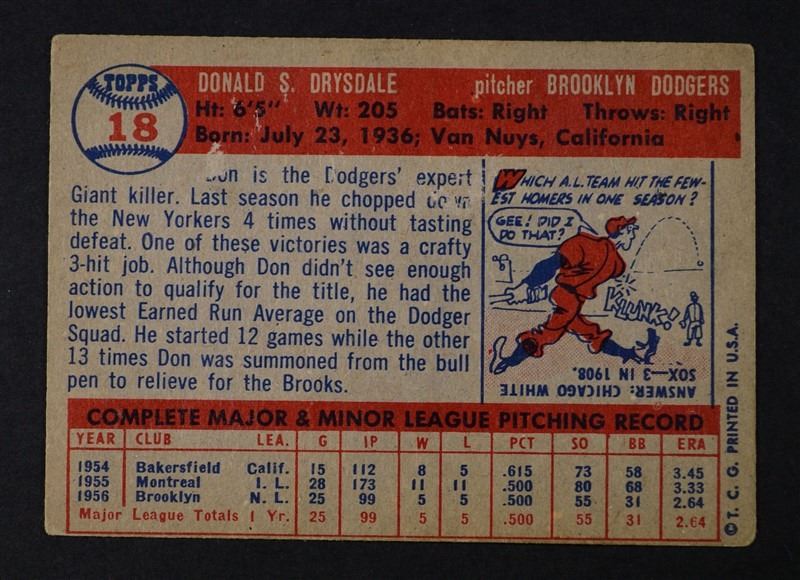 TOPPS
18
DONALD S. DRYSDALE pitcher BROOKLYN DODGERS
Ht: 6'5" Wt: 205 Bats: Right Throws: Right
Born: July 23, 1936; Van Nuys, California
Don is the Dodgers' expert
Giant killer. Last season he chopped down
the New Yorkers 4 times without tasting
defeat. One of these victories was a crafty
3-hit job. Although Don didn't see enough
action to qualify for the title, he had the
lowest Earned Run Average on the Dodger
Squad. He started 12 games while the other
13 times Don was summoned from the bull
pen to relieve for the Brooks.
WHICH A.L. TEAM HIT THE FEW-
EST HOMERS IN ONE SEASON?
GEE! DID I
DO THAT?
KLUNK!
ANSWER: CHICAGO WHITE
SOX—3 IN 1908.
COMPLETE MAJOR & MINOR LEAGUE PITCHING RECORD
YEAR CLUB LEA. G IP W L PCT SO BB ERA
1954 Bakersfield Calif. 15 112 8 5 .615 73 58 3.45
1955 Montreal I. L. 28 173 11 11 .500 80 68 3.33
1956 Brooklyn N. L. 25 99 5 5 .500 55 31 2.64
Major League Totals 1 Yr. 25 99 5 5 .500 55 31 2.64
© T. C. G. PRINTED IN U.S.A.